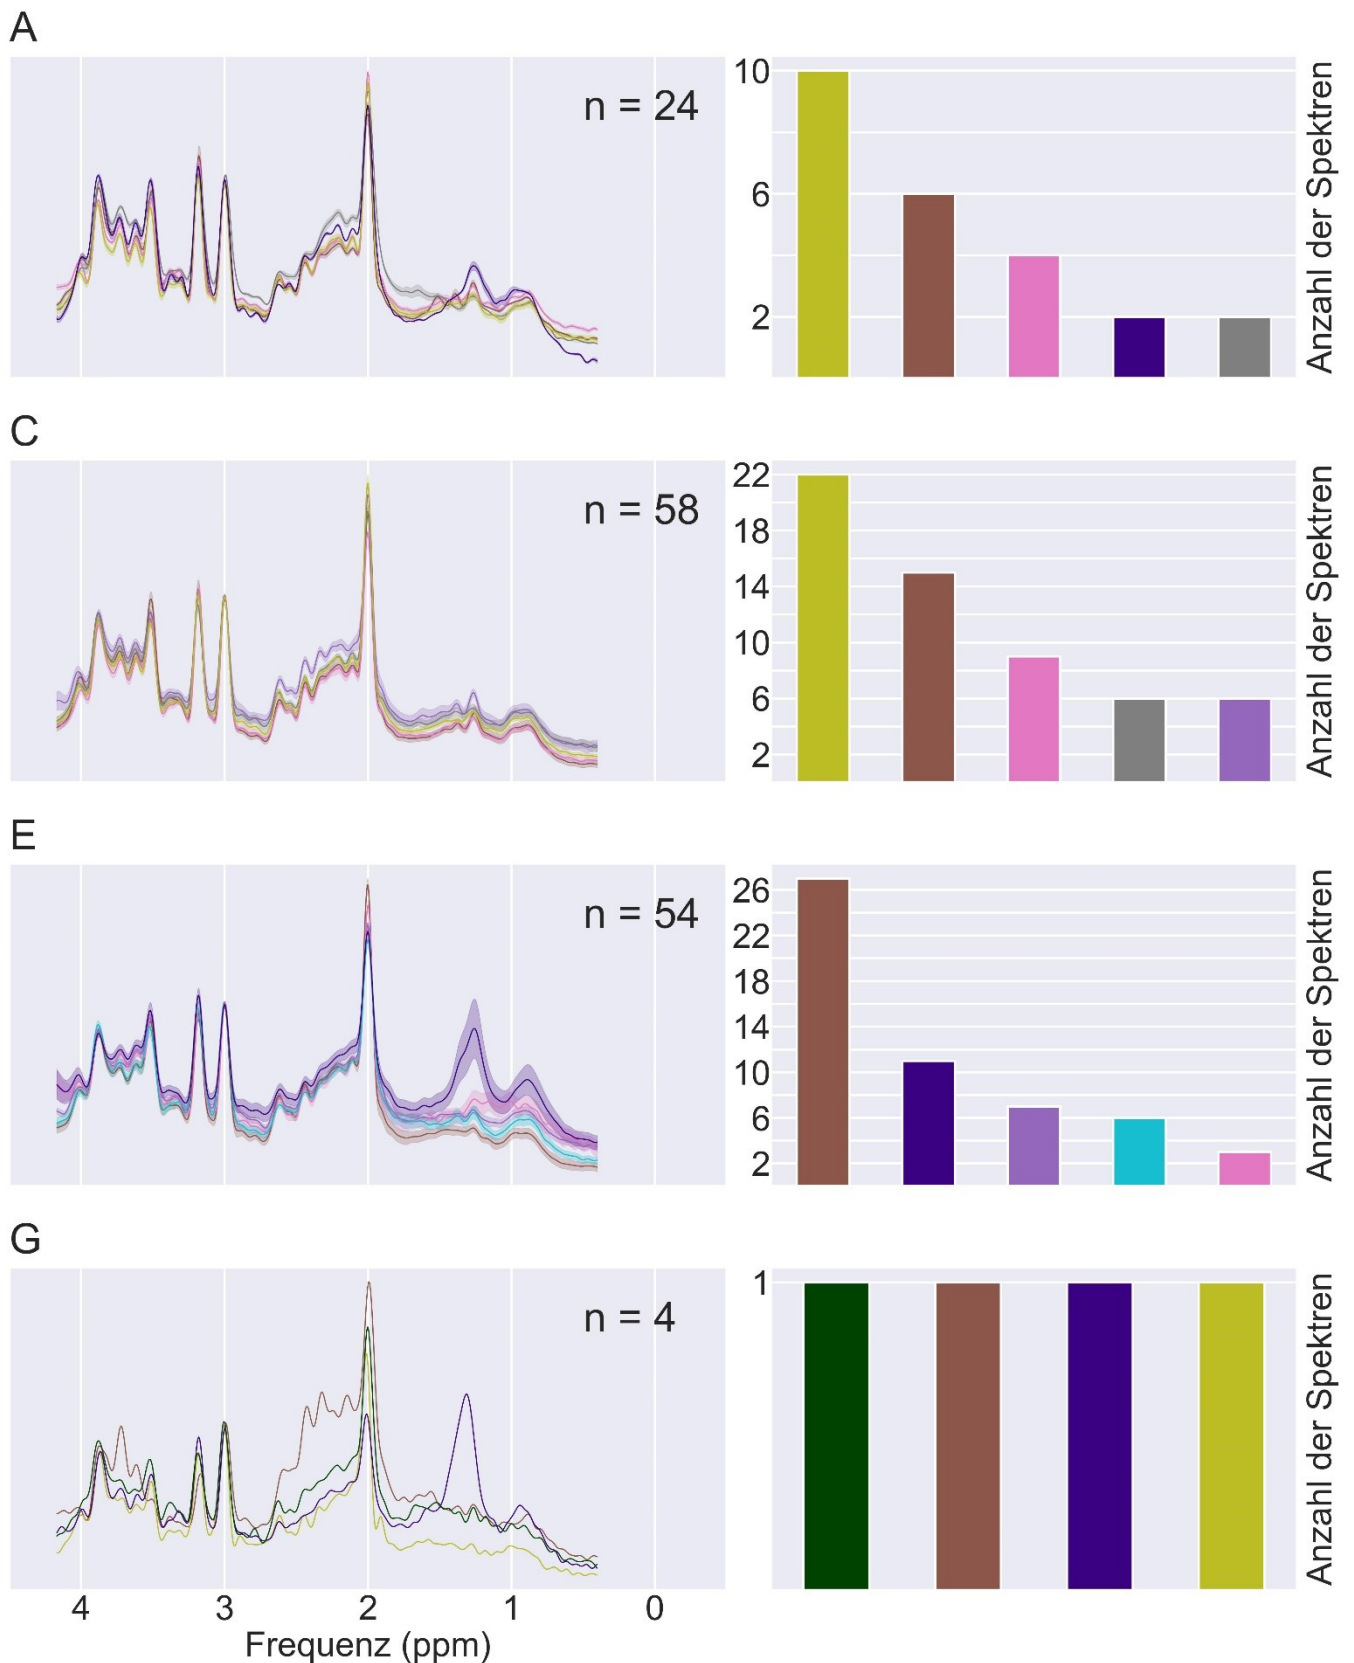 A
n = 24
10
6
2
Anzahl der Spektren
C
n = 58
22
18
14
10
6
2
Anzahl der Spektren
E
n = 54
26
22
18
14
10
6
2
Anzahl der Spektren
G
n = 4
1
Anzahl der Spektren
4 3 2 1 0
Frequenz (ppm)